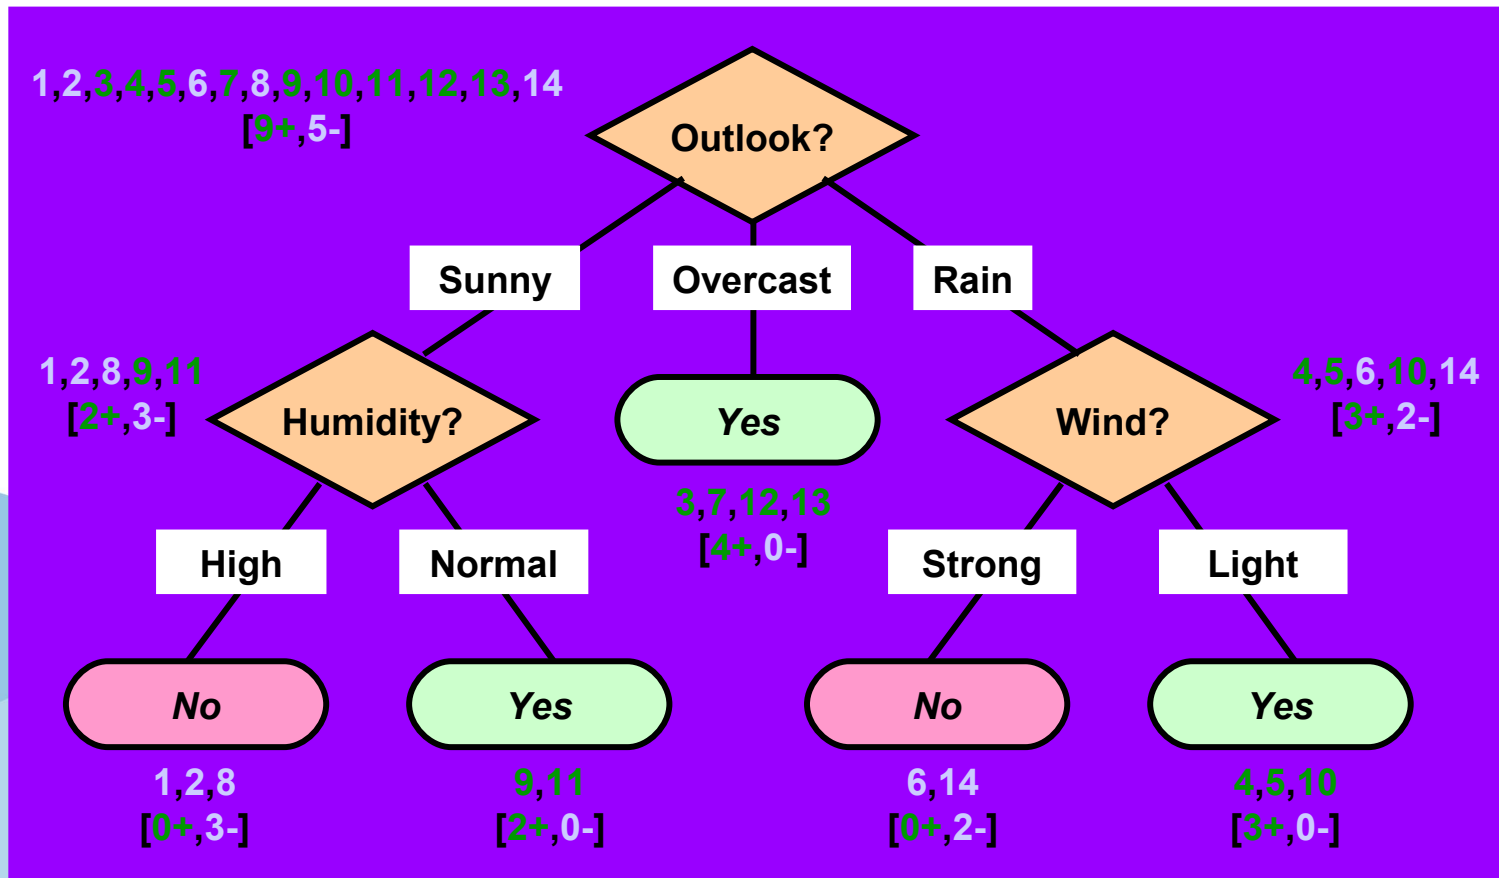 1,2,3,4,5,6,7,8,9,10,11,12,13,14
[9+,5-]
Outlook?
Sunny
Overcast
Rain
1,2,8,9,11
[2+,3-]
Humidity?
Yes
Wind?
4,5,6,10,14
[3+,2-]
3,7,12,13
[4+,0-]
High
Normal
Strong
Light
No
Yes
No
Yes
1,2,8
[0+,3-]
9,11
[2+,0-]
6,14
[0+,2-]
4,5,10
[3+,0-]